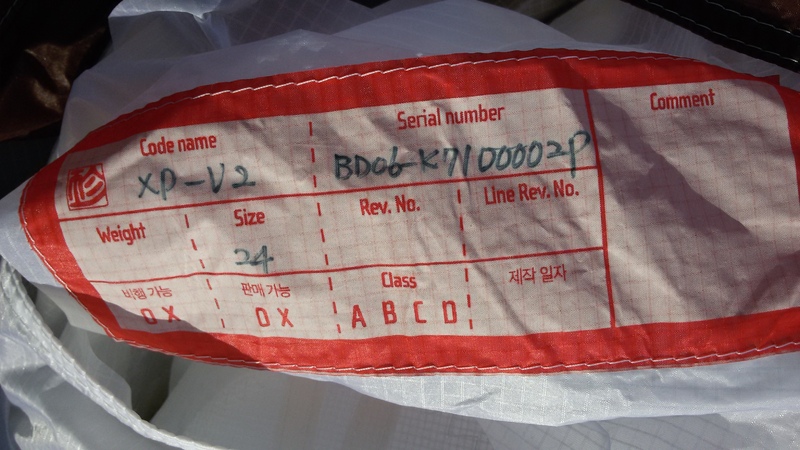 Code name
Serial number
Comment
XP-V2
BD06-K7100002P
Weight
Size
Rev. No.
Line Rev. No.
24
비행 가능
판매 가능
Class
제작 일자
O X
O X
A B C D